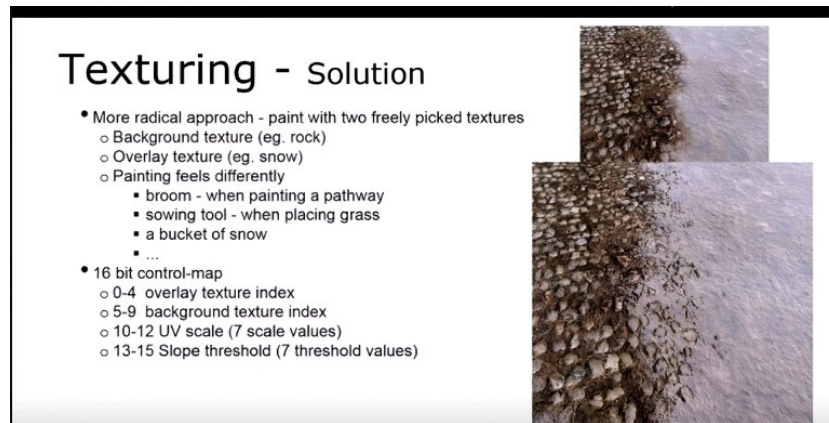 Texturing - Solution
• More radical approach - paint with two freely picked textures
o Background texture (eg. rock)
o Overlay texture (eg. snow)
o Painting feels differently
▪ broom - when painting a pathway
▪ sowing tool - when placing grass
▪ a bucket of snow
▪ ...
• 16 bit control-map
o 0-4 overlay texture index
o 5-9 background texture index
o 10-12 UV scale (7 scale values)
o 13-15 Slope threshold (7 threshold values)